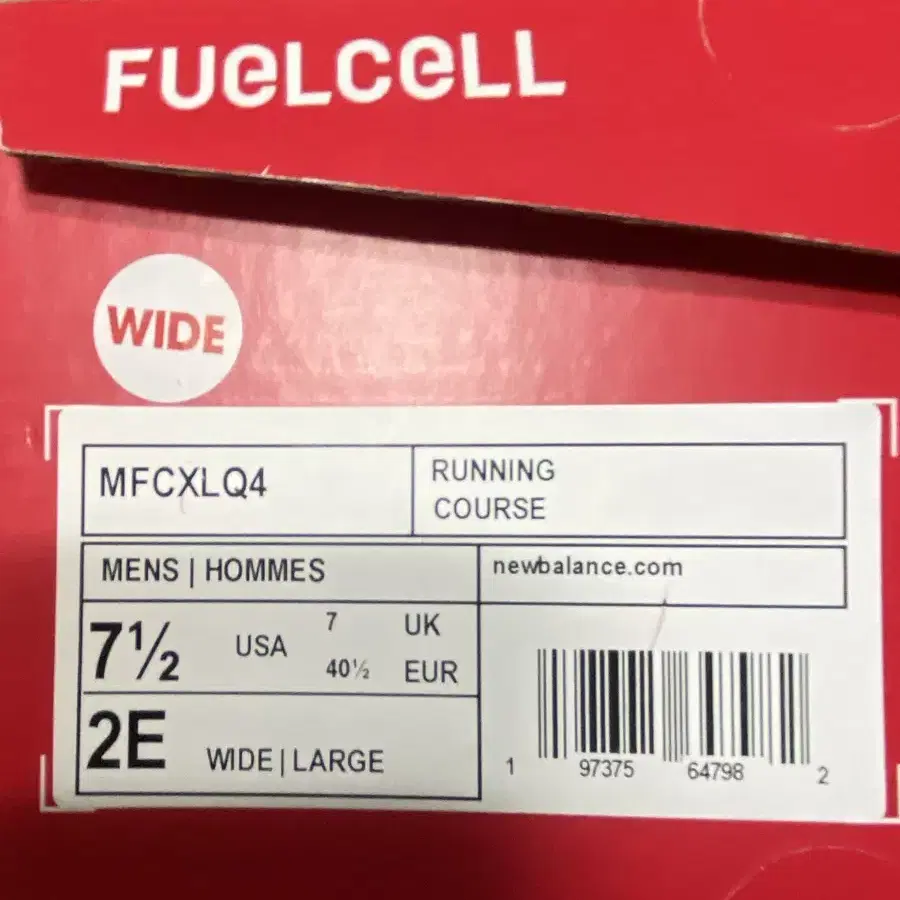 FUeLCeLL
WIDE
MFCXLQ4
RUNNING
COURSE
MENS | HOMMES
newbalance.com
7½ USA 7 UK
40½ EUR
2E WIDE | LARGE
1 97375 64798 2